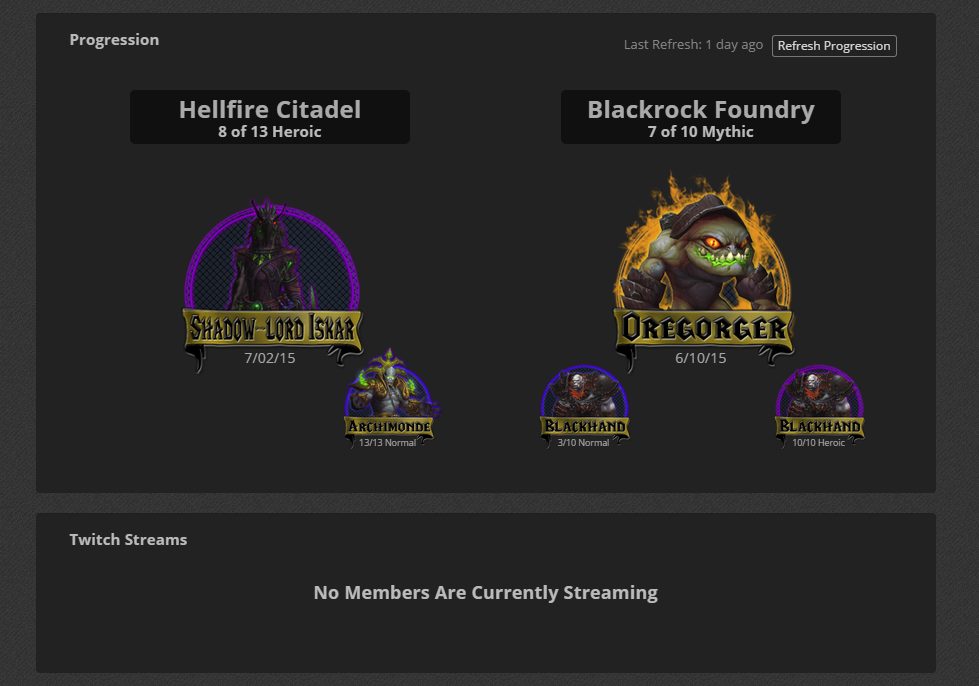 Progression
Last Refresh: 1 day ago
Refresh Progression
Hellfire Citadel
8 of 13 Heroic
Blackrock Foundry
7 of 10 Mythic
Shadow-lord Iskar
7/02/15
Archimonde
13/13 Normal
Oregorger
6/10/15
Blackhand
3/10 Normal
Blackhand
10/10 Heroic
Twitch Streams
No Members Are Currently Streaming